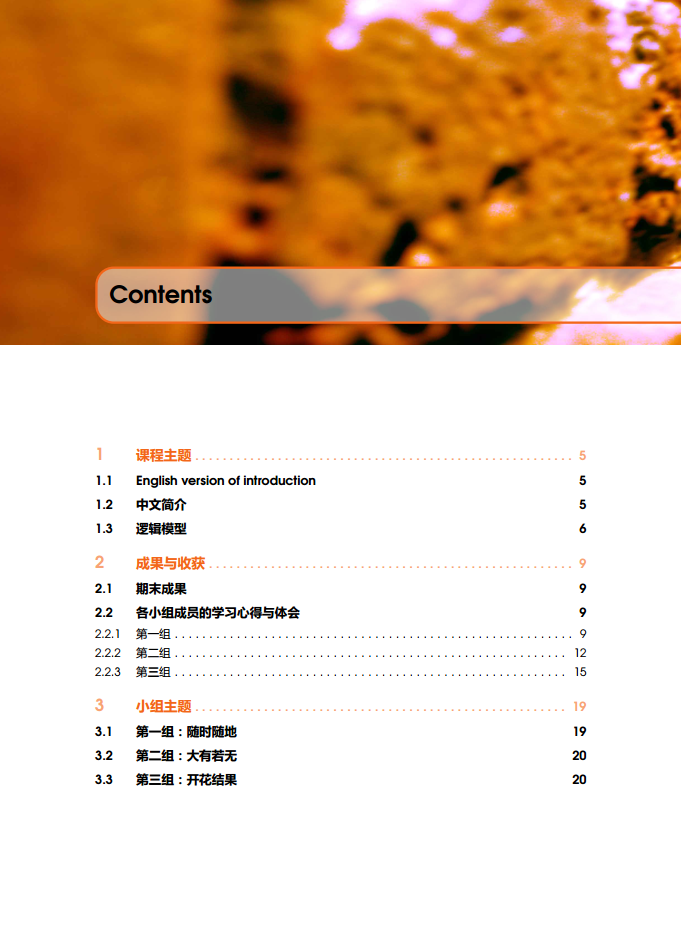 Contents
1 课程主题 5
1.1 English version of introduction 5
1.2 中文简介 5
1.3 逻辑模型 6
2 成果与收获 9
2.1 期末成果 9
2.2 各小组成员的学习心得与体会 9
2.2.1 第一组 9
2.2.2 第二组 12
2.2.3 第三组 15
3 小组主题 19
3.1 第一组：随时随地 19
3.2 第二组：大有若无 20
3.3 第三组：开花结果 20